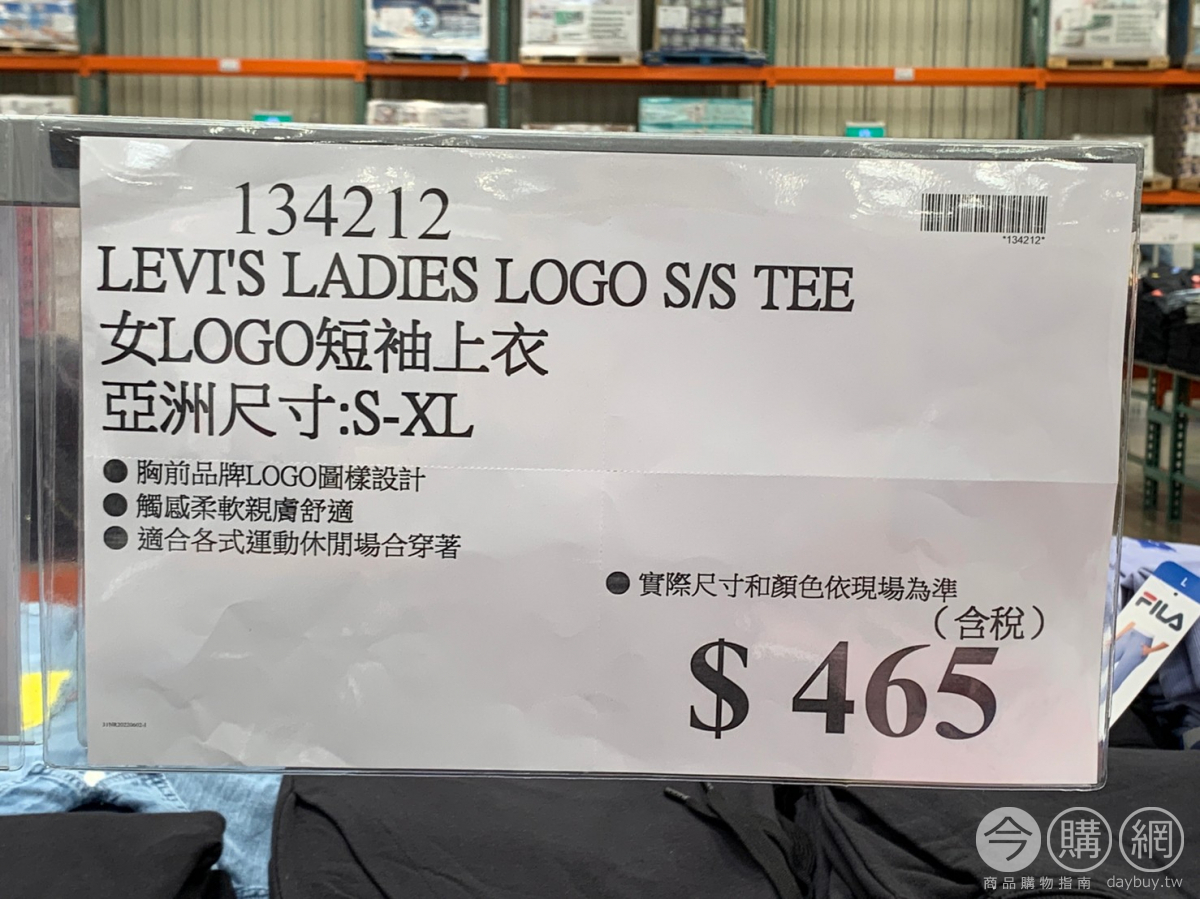 134212
*134212*
LEVI'S LADIES LOGO S/S TEE
女LOGO短袖上衣
亞洲尺寸:S-XL
● 胸前品牌LOGO圖樣設計
● 觸感柔軟親膚舒適
● 適合各式運動休閒場合穿著
● 實際尺寸和顏色依現場為準
（含稅）
$ 465
L
FILA
今購網
商品購物指南 daybuy.tw